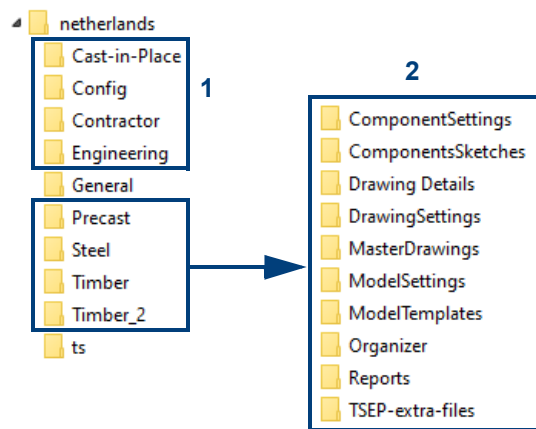 netherlands
Cast-in-Place
Config
Contractor
Engineering
General
Precast
Steel
Timber
Timber_2
ts
1
2
ComponentSettings
ComponentsSketches
Drawing Details
DrawingSettings
MasterDrawings
ModelSettings
ModelTemplates
Organizer
Reports
TSEP-extra-files